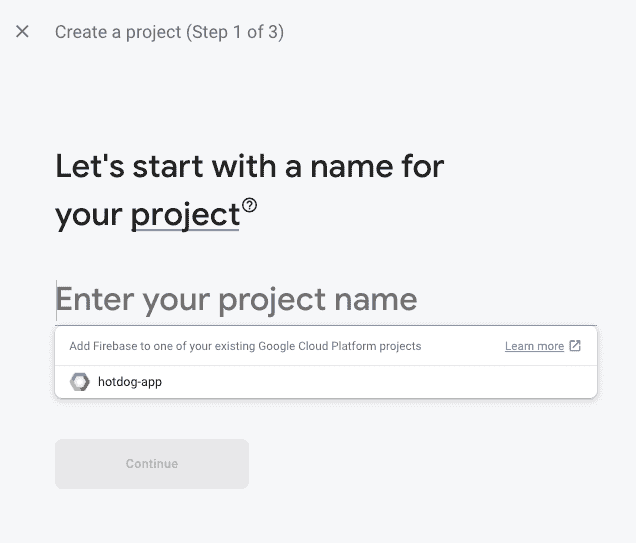 Create a project (Step 1 of 3)
Let's start with a name for
your project
Enter your project name
Add Firebase to one of your existing Google Cloud Platform projects Learn more
hotdog-app
Continue